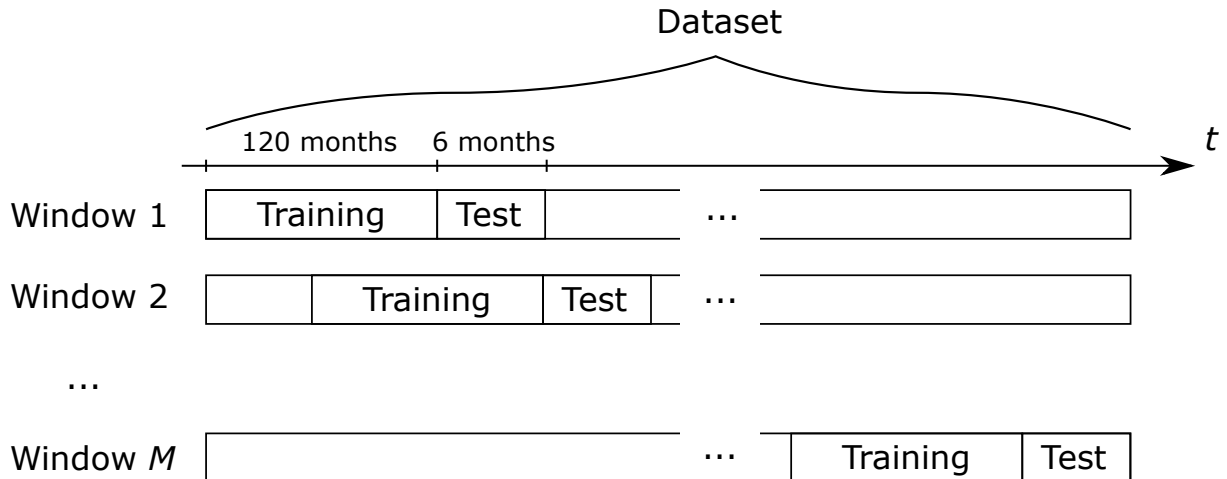 Dataset
120 months 6 months t
Window 1 Training Test ...
Window 2 Training Test ...
...
Window M ... Training Test